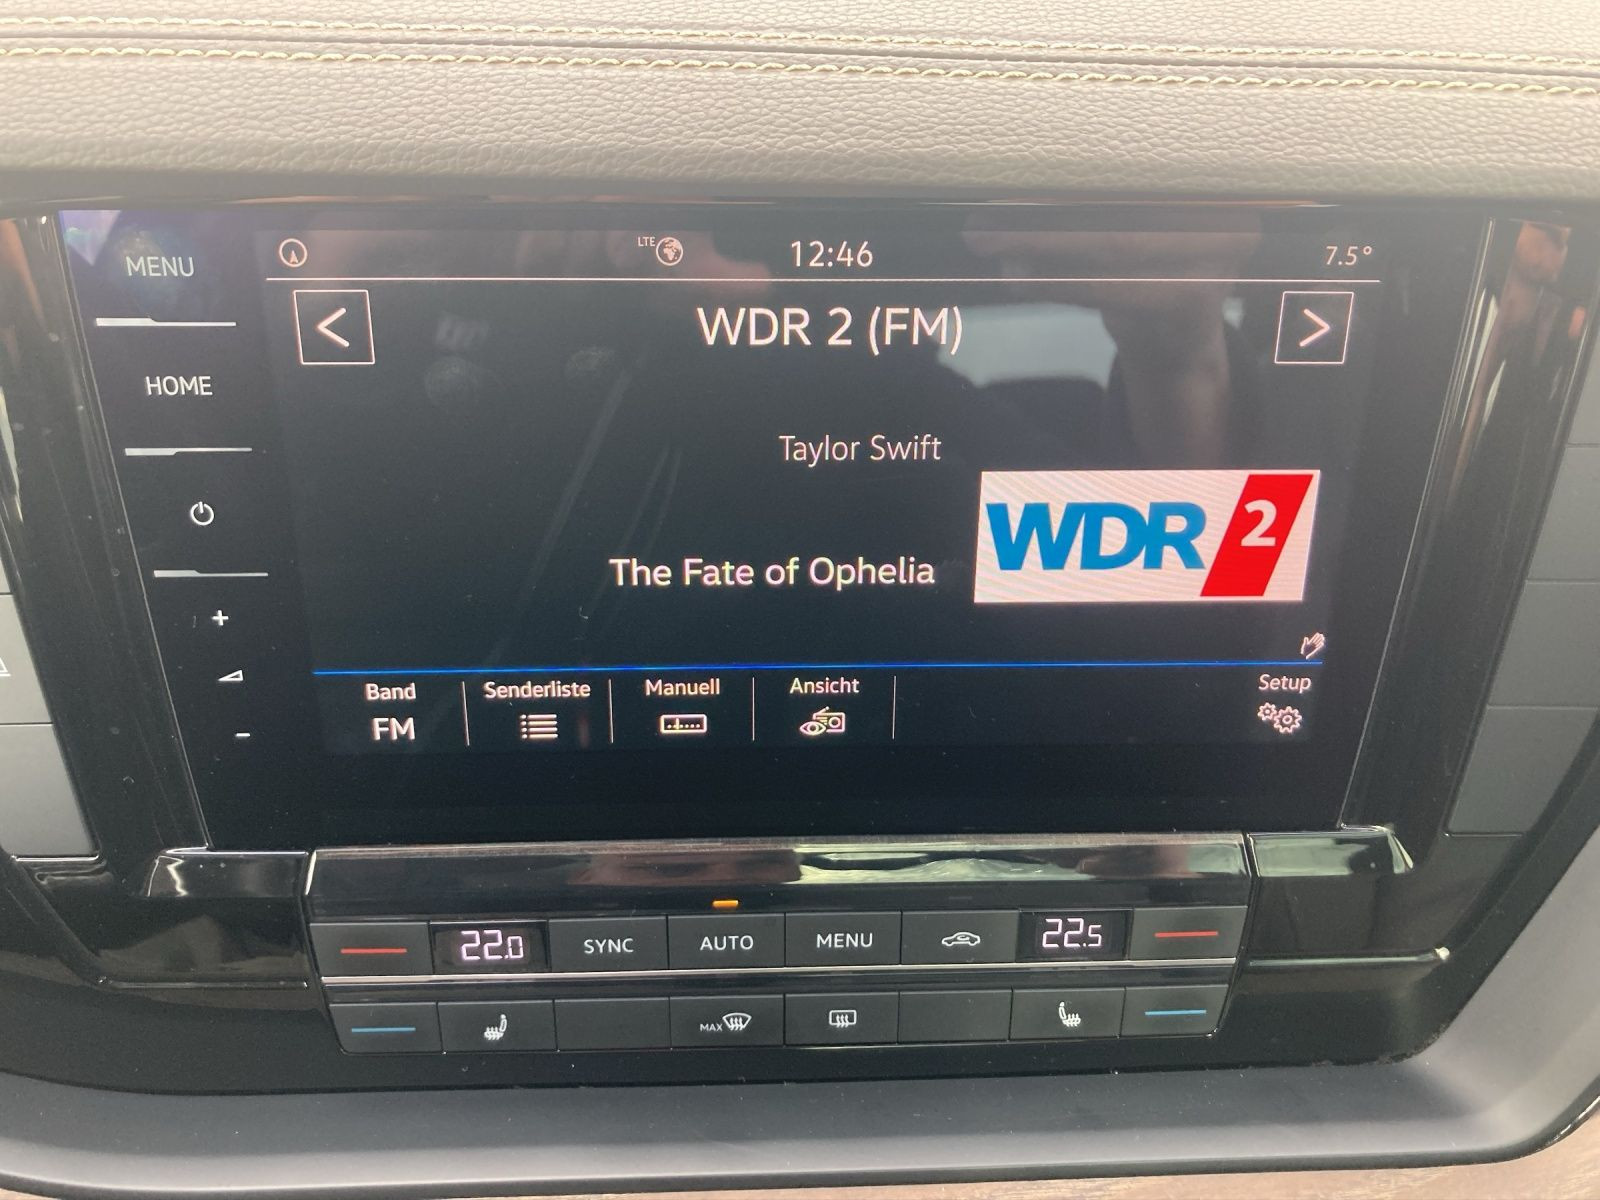 MENU
LTE
12:46
7.5°
<
WDR 2 (FM)
>
HOME
Taylor Swift
WDR 2
The Fate of Ophelia
+
-
Band
Senderliste
Manuell
Ansicht
Setup
FM
22.0
SYNC
AUTO
MENU
22.5
MAX